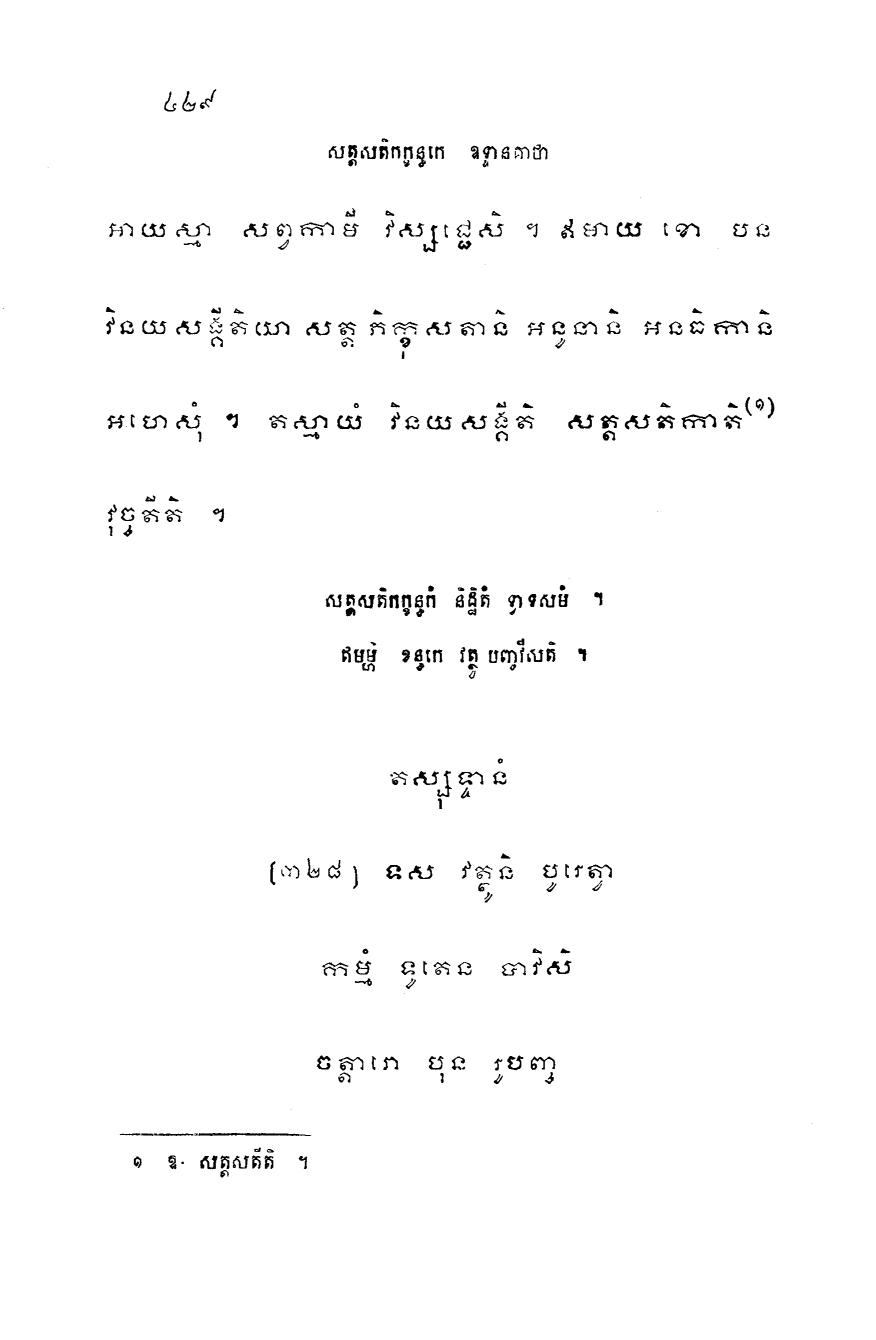 ៤២៩
សត្តសតិកក្ខន្ធកេ ឧទ្ទានគាថា
អាយស្មា សព្វកាមី វិស្សជ្ជេសិ ។ ឥមាយ ខោ បន
វិនយសង្គីតិយា សត្ត ភិក្ខុសតានិ អនូនានិ អនធិកានិ
អហេសុំ ។ តស្មាយំ វិនយសង្គីតិ សត្តសតិកាតិ(១)
វុច្ចតីតិ ។
សត្តសតិកក្ខន្ធកំ និដ្ឋិតំ ទ្វាទសមំ ។
ឥមម្ហិ ខន្ធកេ វត្ថូ បញ្ចវីសតិ ។
តស្សុទ្ទានំ
(៣២៨) ទស វត្ថូនិ បូរេត្វា
កម្មំ ទូតេន បាវិសិ
ចត្តារោ បុន រូបញ្ច
១ ឱ. សត្តសតីតិ ។